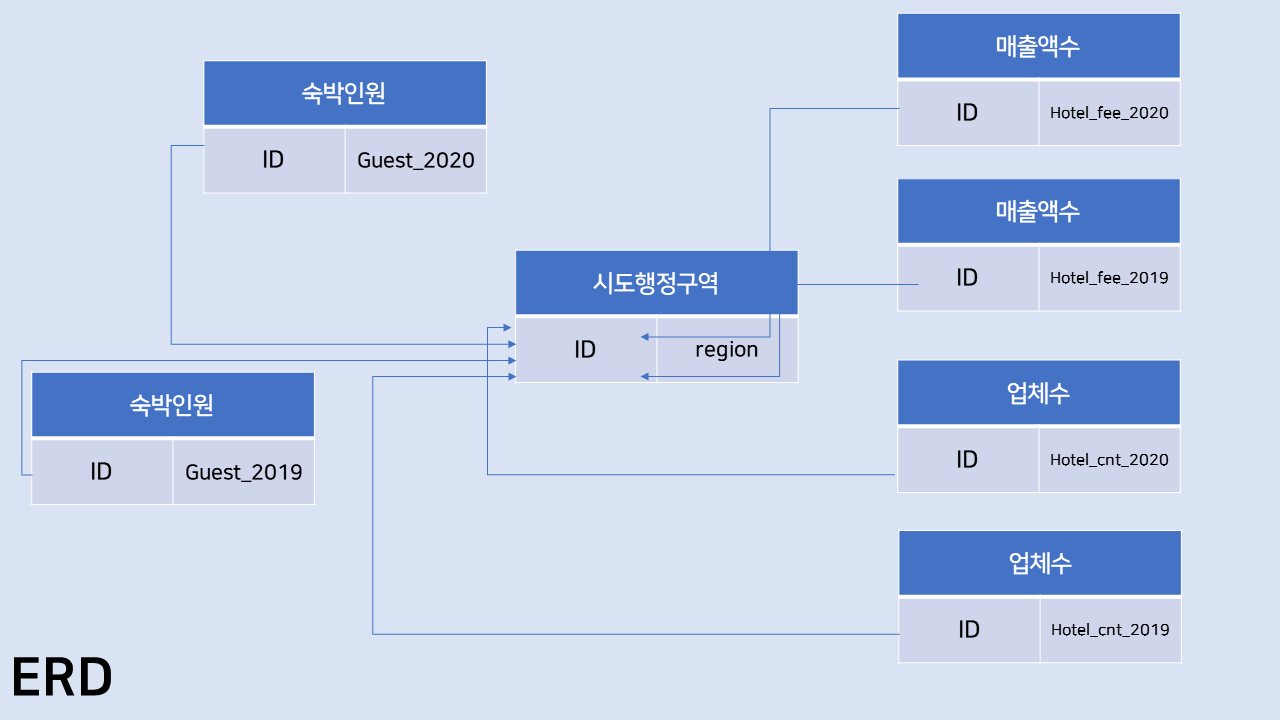 숙박인원
ID
Guest_2020
숙박인원
ID
Guest_2019
시도행정구역
ID
region
매출액수
ID
Hotel_fee_2020
매출액수
ID
Hotel_fee_2019
업체수
ID
Hotel_cnt_2020
업체수
ID
Hotel_cnt_2019
ERD